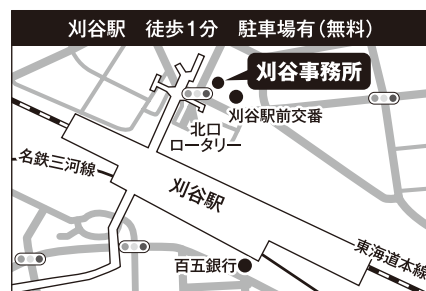 刈谷駅　徒歩1分　駐車場有（無料）
刈谷事務所
刈谷駅前交番
北口
ロータリー
名鉄三河線
刈谷駅
東海道本線
百五銀行